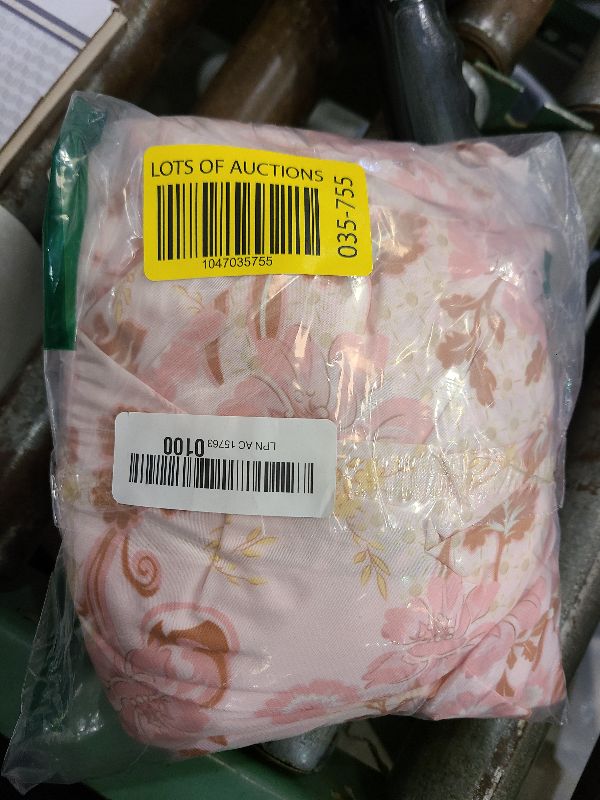 LOTS OF AUCTIONS
1047035755
035-755
LPN AC 15763 0100